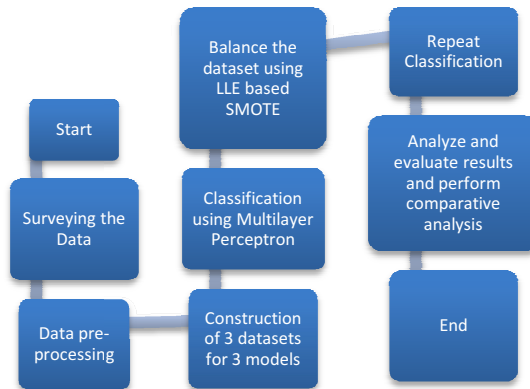 Start
Surveying the
Data
Data pre-
processing
Construction
of 3 datasets
for 3 models
Classification
using Multilayer
Perceptron
Balance the
dataset using
LLE based
SMOTE
Repeat
Classification
Analyze and
evaluate results
and perform
comparative
analysis
End